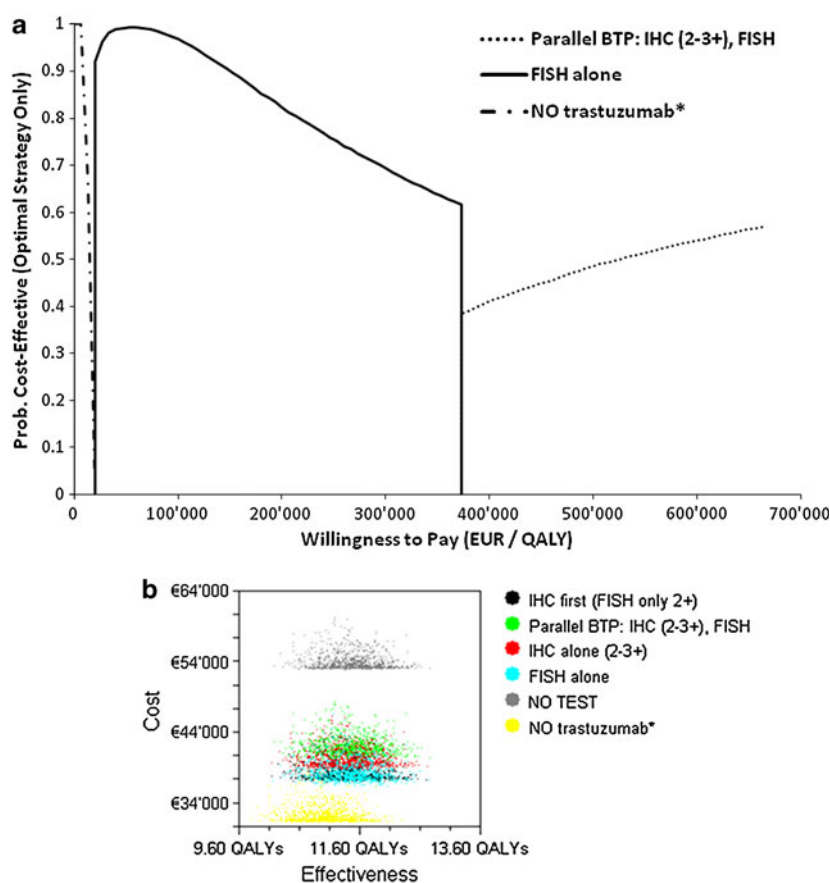 a
Prob. Cost-Effective (Optimal Strategy Only)
1
0,9
0,8
0,7
0,6
0,5
0,4
0,3
0,2
0,1
0
0
100'000
200'000
300'000
400'000
500'000
600'000
700'000
Willingness to Pay (EUR / QALY)
Parallel BTP: IHC (2-3+), FISH
FISH alone
NO trastuzumab*
b
Cost
€64'000
€54'000
€44'000
€34'000
9.60 QALYs
11.60 QALYs
13.60 QALYs
Effectiveness
IHC first (FISH only 2+)
Parallel BTP: IHC (2-3+), FISH
IHC alone (2-3+)
FISH alone
NO TEST
NO trastuzumab*